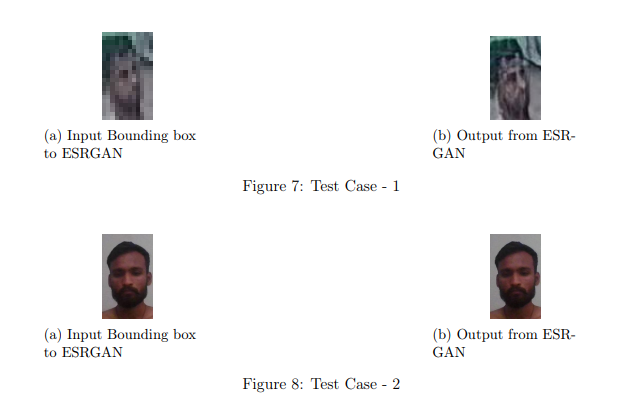 (a) Input Bounding box
to ESRGAN
(b) Output from ESR-
GAN
Figure 7: Test Case - 1
(a) Input Bounding box
to ESRGAN
(b) Output from ESR-
GAN
Figure 8: Test Case - 2